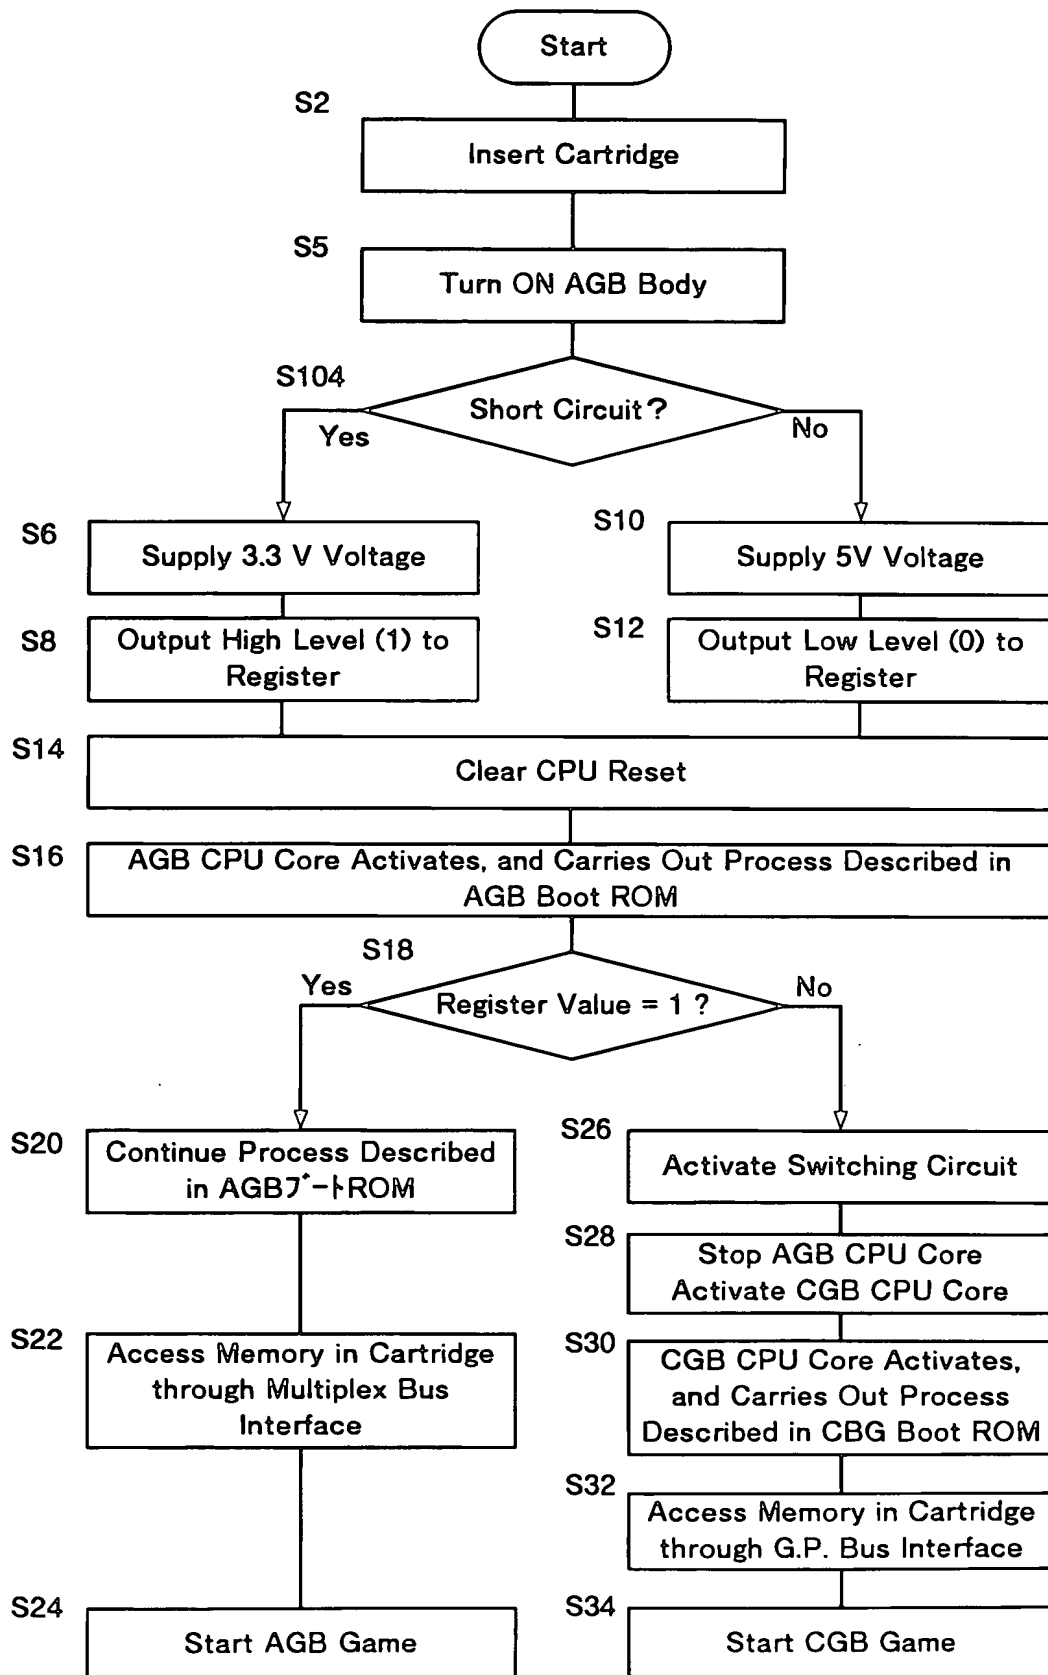 Start
S2
Insert Cartridge
S5
Turn ON AGB Body
S104
Short Circuit?
Yes
No
S6
Supply 3.3 V Voltage
S10
Supply 5V Voltage
S8
Output High Level (1) to
Register
S12
Output Low Level (0) to
Register
S14
Clear CPU Reset
S16
AGB CPU Core Activates, and Carries Out Process Described in
AGB Boot ROM
S18
Register Value = 1 ?
Yes
No
S20
Continue Process Described
in AGBブートROM
S26
Activate Switching Circuit
S28
Stop AGB CPU Core
Activate CGB CPU Core
S22
Access Memory in Cartridge
through Multiplex Bus
Interface
S30
CGB CPU Core Activates,
and Carries Out Process
Described in CBG Boot ROM
S32
Access Memory in Cartridge
through G.P. Bus Interface
S24
Start AGB Game
S34
Start CGB Game